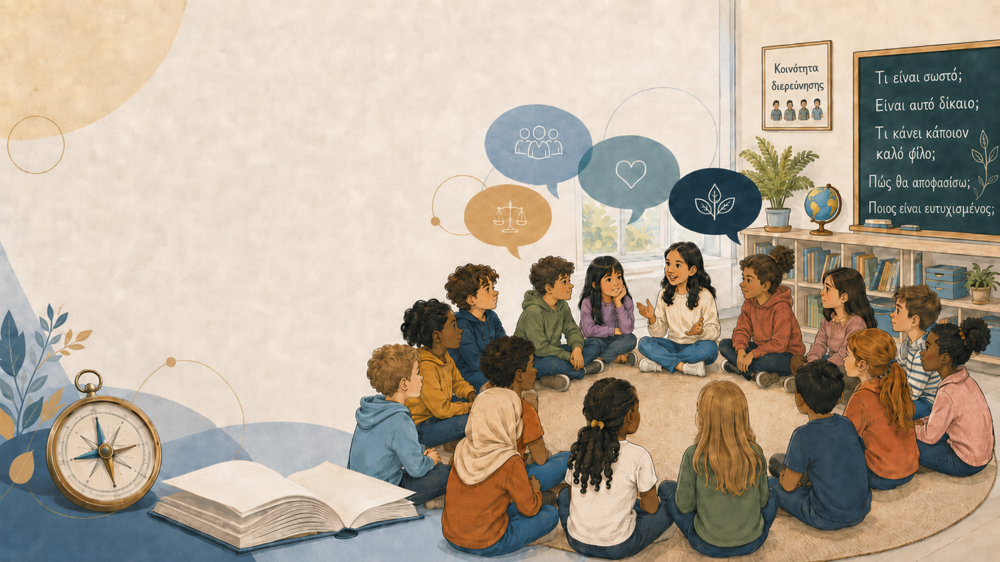 Κοινότητα
διερεύνησης
Τι είναι σωστό;
Είναι αυτό δίκαιο;
Τι κάνει κάποιον
καλό φίλο;
Πώς θα αποφασίσω;
Ποιος είναι ευτυχισμένος;